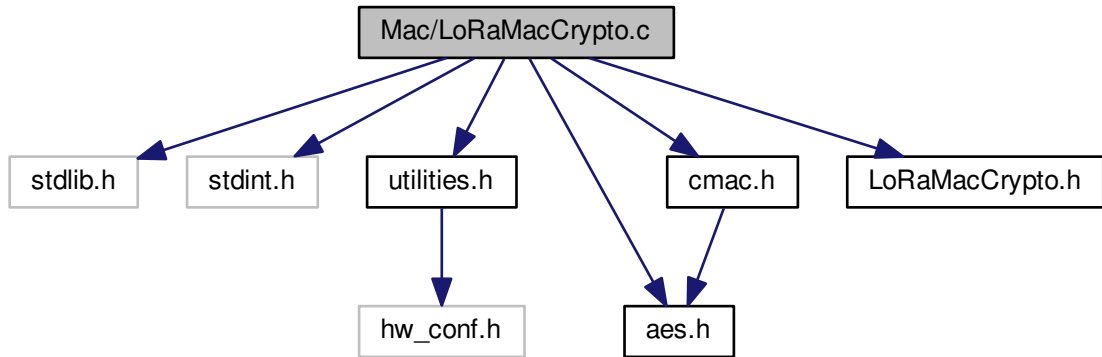 Mac/LoRaMacCrypto.c
stdlib.h
stdint.h
utilities.h
cmac.h
LoRaMacCrypto.h
hw_conf.h
aes.h